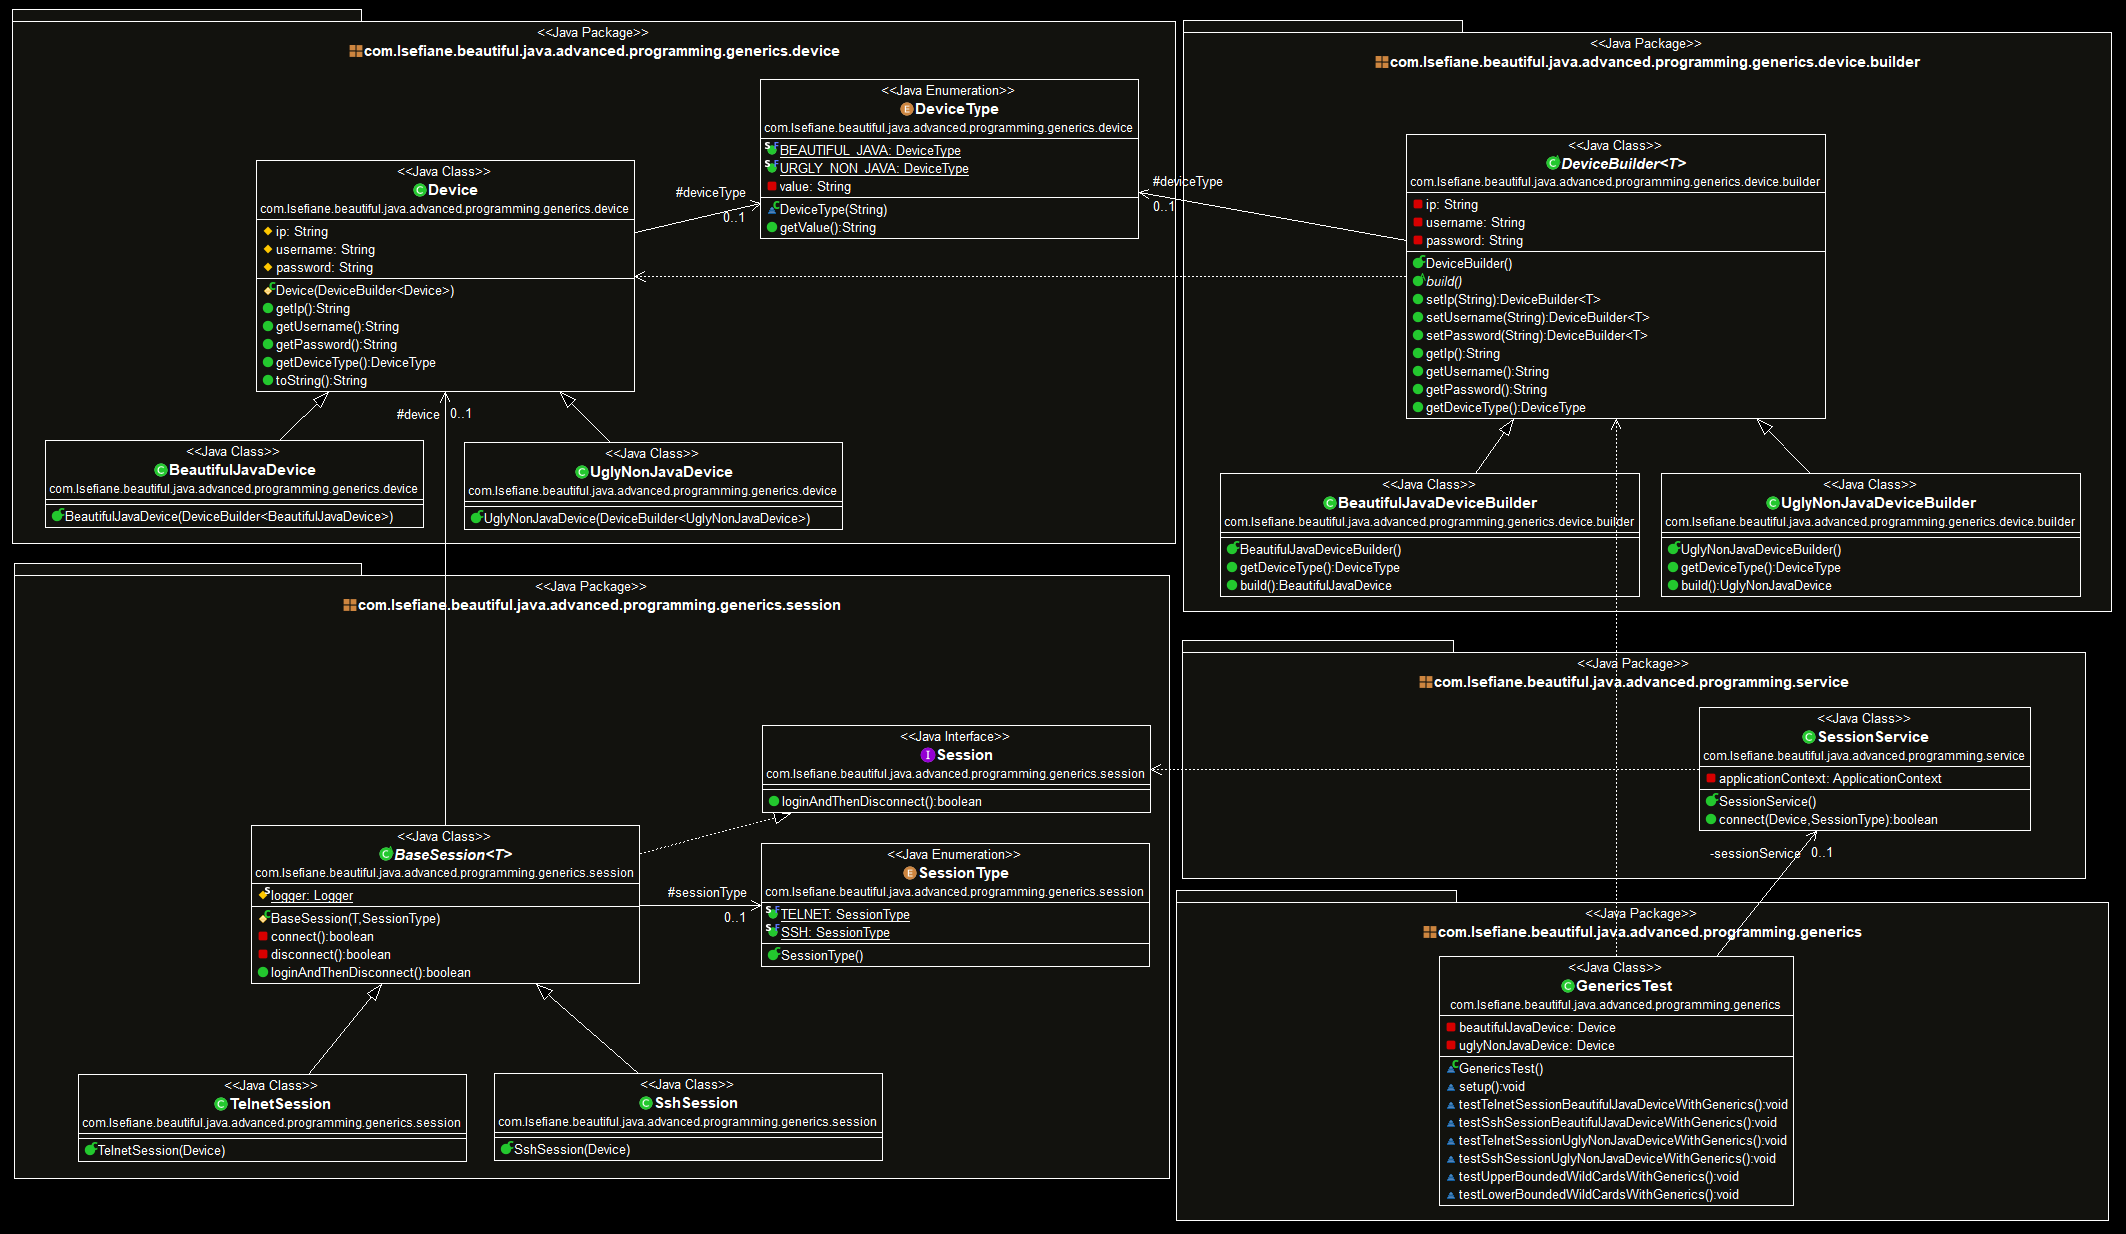 <<Java Package>>
com.lsefiane.beautiful.java.advanced.programming.generics.device
<<Java Enumeration>>
DeviceType
com.lsefiane.beautiful.java.advanced.programming.generics.device
BEAUTIFUL_JAVA: DeviceType
URGLY_NON_JAVA: DeviceType
value: String
DeviceType(String)
getValue():String
<<Java Class>>
Device
com.lsefiane.beautiful.java.advanced.programming.generics.device
ip: String
username: String
password: String
Device(DeviceBuilder<Device>)
getIp():String
getUsername():String
getPassword():String
getDeviceType():DeviceType
toString():String
#deviceType
0..1
#device
0..1
<<Java Class>>
BeautifulJavaDevice
com.lsefiane.beautiful.java.advanced.programming.generics.device
BeautifulJavaDevice(DeviceBuilder<BeautifulJavaDevice>)
<<Java Class>>
UglyNonJavaDevice
com.lsefiane.beautiful.java.advanced.programming.generics.device
UglyNonJavaDevice(DeviceBuilder<UglyNonJavaDevice>)
<<Java Package>>
com.lsefiane.beautiful.java.advanced.programming.generics.device.builder
#deviceType
0..1
<<Java Class>>
DeviceBuilder<T>
com.lsefiane.beautiful.java.advanced.programming.generics.device.builder
ip: String
username: String
password: String
DeviceBuilder()
build()
setIp(String):DeviceBuilder<T>
setUsername(String):DeviceBuilder<T>
setPassword(String):DeviceBuilder<T>
getIp():String
getUsername():String
getPassword():String
getDeviceType():DeviceType
<<Java Class>>
BeautifulJavaDeviceBuilder
com.lsefiane.beautiful.java.advanced.programming.generics.device.builder
BeautifulJavaDeviceBuilder()
getDeviceType():DeviceType
build():BeautifulJavaDevice
<<Java Class>>
UglyNonJavaDeviceBuilder
com.lsefiane.beautiful.java.advanced.programming.generics.device.builder
UglyNonJavaDeviceBuilder()
getDeviceType():DeviceType
build():UglyNonJavaDevice
<<Java Package>>
com.lsefiane.beautiful.java.advanced.programming.generics.session
<<Java Interface>>
Session
com.lsefiane.beautiful.java.advanced.programming.generics.session
loginAndThenDisconnect():boolean
<<Java Class>>
BaseSession<T>
com.lsefiane.beautiful.java.advanced.programming.generics.session
logger: Logger
BaseSession(T,SessionType)
connect():boolean
disconnect():boolean
loginAndThenDisconnect():boolean
#sessionType
0..1
<<Java Enumeration>>
SessionType
com.lsefiane.beautiful.java.advanced.programming.generics.session
TELNET: SessionType
SSH: SessionType
SessionType()
<<Java Class>>
TelnetSession
com.lsefiane.beautiful.java.advanced.programming.generics.session
TelnetSession(Device)
<<Java Class>>
SshSession
com.lsefiane.beautiful.java.advanced.programming.generics.session
SshSession(Device)
<<Java Package>>
com.lsefiane.beautiful.java.advanced.programming.service
<<Java Class>>
SessionService
com.lsefiane.beautiful.java.advanced.programming.service
applicationContext: ApplicationContext
SessionService()
connect(Device,SessionType):boolean
-sessionService
0..1
<<Java Package>>
com.lsefiane.beautiful.java.advanced.programming.generics
<<Java Class>>
GenericsTest
com.lsefiane.beautiful.java.advanced.programming.generics
beautifulJavaDevice: Device
uglyNonJavaDevice: Device
GenericsTest()
setup():void
testTelnetSessionBeautifulJavaDeviceWithGenerics():void
testSshSessionBeautifulJavaDeviceWithGenerics():void
testTelnetSessionUglyNonJavaDeviceWithGenerics():void
testSshSessionUglyNonJavaDeviceWithGenerics():void
testUpperBoundedWildCardsWithGenerics():void
testLowerBoundedWildCardsWithGenerics():void